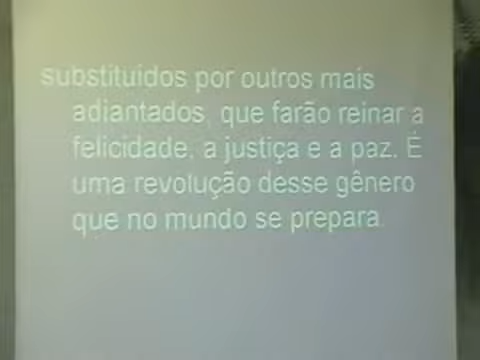 substituidos por outros mais
adiantados, que farão reinar a
felicidade, a justiça e a paz. É
uma revolução desse gênero
que no mundo se prepara.